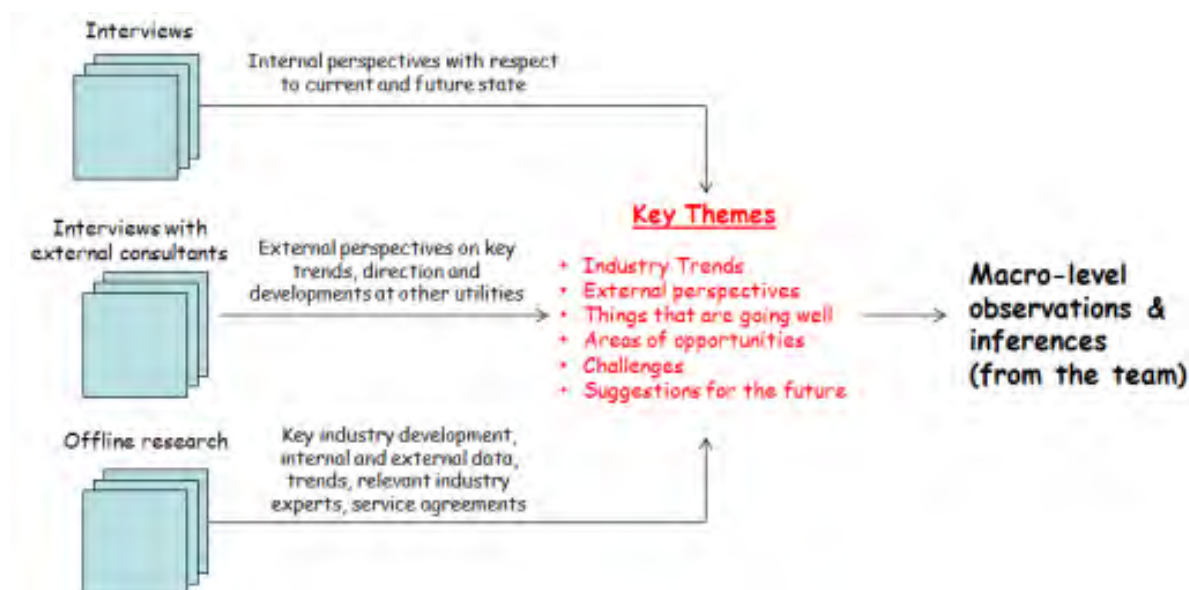 Interviews
Internal perspectives with respect
to current and future state
Interviews with
external consultants
External perspectives on key
trends, direction and
developments at other utilities
Offline research
Key industry development,
internal and external data,
trends, relevant industry
experts, service agreements
Key Themes
• Industry Trends
• External perspectives
• Things that are going well
• Areas of opportunities
• Challenges
• Suggestions for the future
Macro-level
observations &
inferences
(from the team)